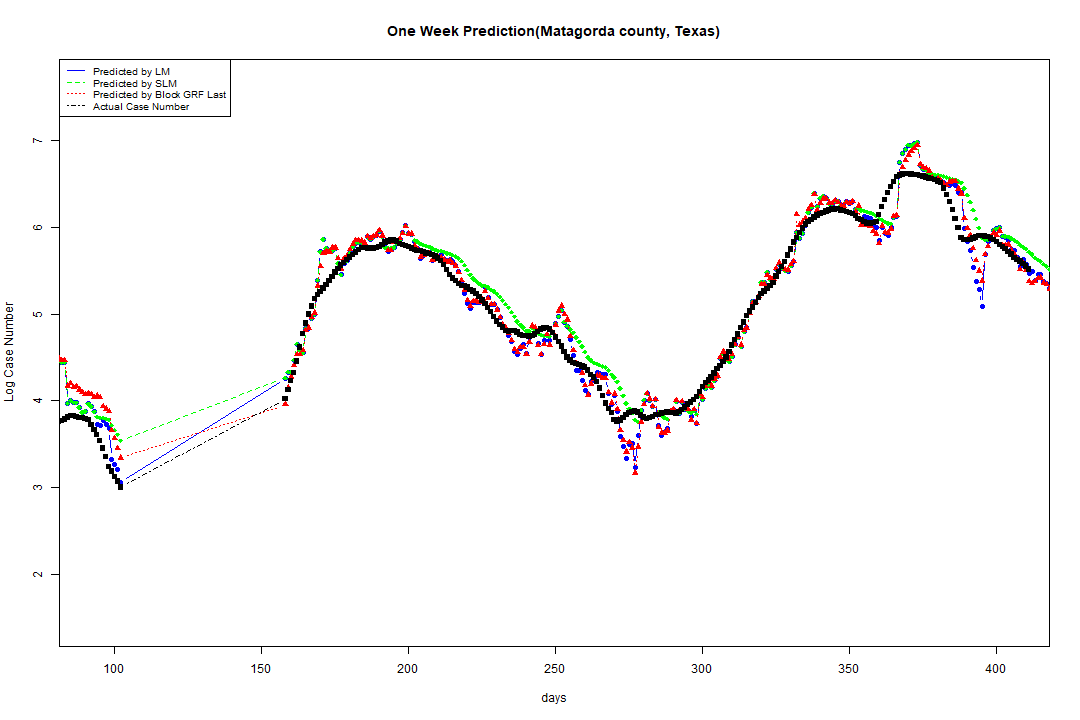 One Week Prediction(Matagorda county, Texas)
Predicted by LM
Predicted by SLM
Predicted by Block GRF Last
Actual Case Number
7
6
5
4
3
2
Log Case Number
100 150 200 250 300 350 400
days